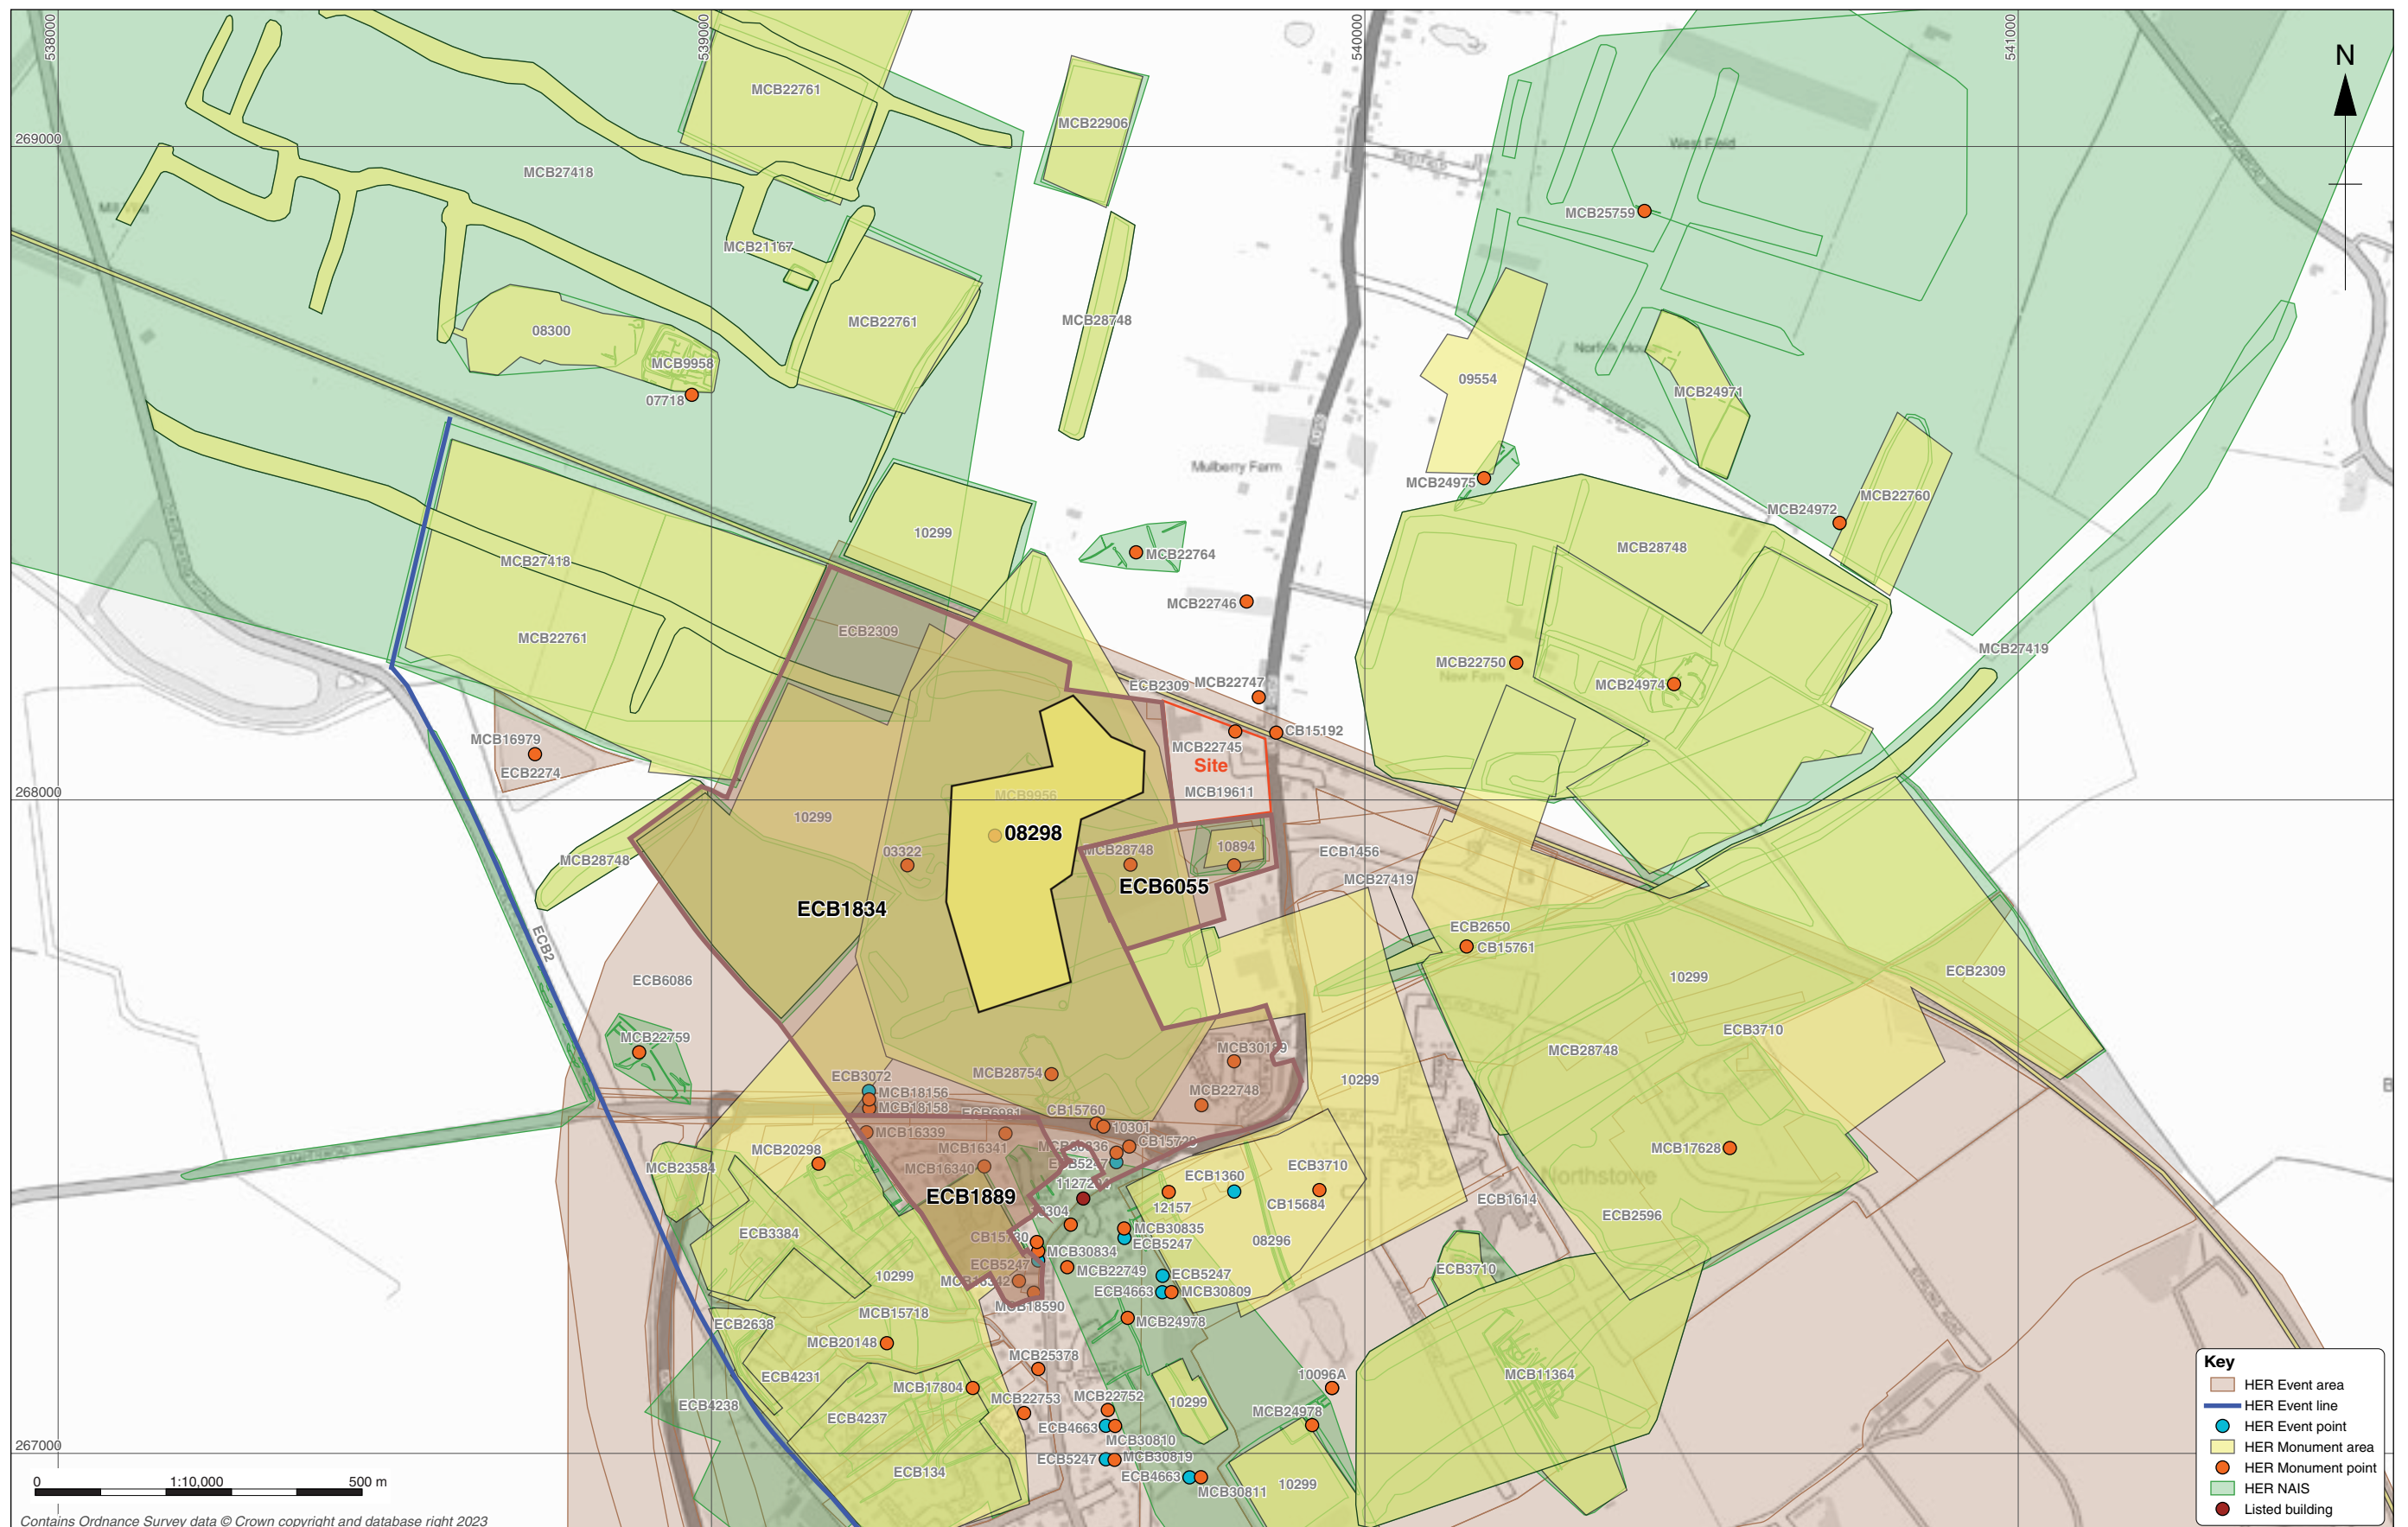 538000
539000
540000
541000
N
MCB22761
MCB22906
269000
West Field
MCB27418
MCB25759
MCB21167
MCB22761
MCB28748
08300
Norfolk House
MCB9958
09554
MCB24971
07718
B1050
Mulberry Farm
MCB24975
MCB22760
MCB24972
10299
MCB22764
MCB28748
MCB27418
MCB22746
ECB2309
MCB22761
MCB27419
MCB22750
New Farm
MCB24974
ECB2309
MCB22747
CB15192
MCB16979
MCB22745
ECB2274
Site
268000
MCB9956
MCB19611
10299
08298
03322
MCB28748
10894
ECB1456
MCB28748
ECB6055
MCB27419
ECB1834
ECB2650
CB15761
ECB2
ECB6086
10299
ECB2309
ECB3710
MCB22759
MCB30189
MCB28748
ECB3072
MCB28754
10299
MCB18156
MCB22748
MCB18158
ECB6981
CB15760
MCB16339
10301
MCB16341
MCB20298
MCB17628
MCB23584
MCB16340
ECB3710
ECB1360
Northstowe
ECB1889
12157
CB15684
ECB1614
ECB2596
ECB3384
MCB30835
ECB5247
08296
MCB30834
ECB5247
MCB22749
ECB5247
ECB3710
10299
MCB16342
ECB4663
MCB30809
MCB18590
MCB15718
ECB2638
MCB24978
MCB20148
MCB25378
ECB4231
10096A
MCB11364
MCB17804
MCB22753
MCB22752
10299
ECB4238
MCB24978
ECB4237
ECB4663
MCB30810
267000
ECB5247
MCB30819
ECB134
ECB4663
MCB30811
10299
0
1:10,000
500 m
Contains Ordnance Survey data © Crown copyright and database right 2023
Key
HER Event area
HER Event line
HER Event point
HER Monument area
HER Monument point
HER NAIS
Listed building